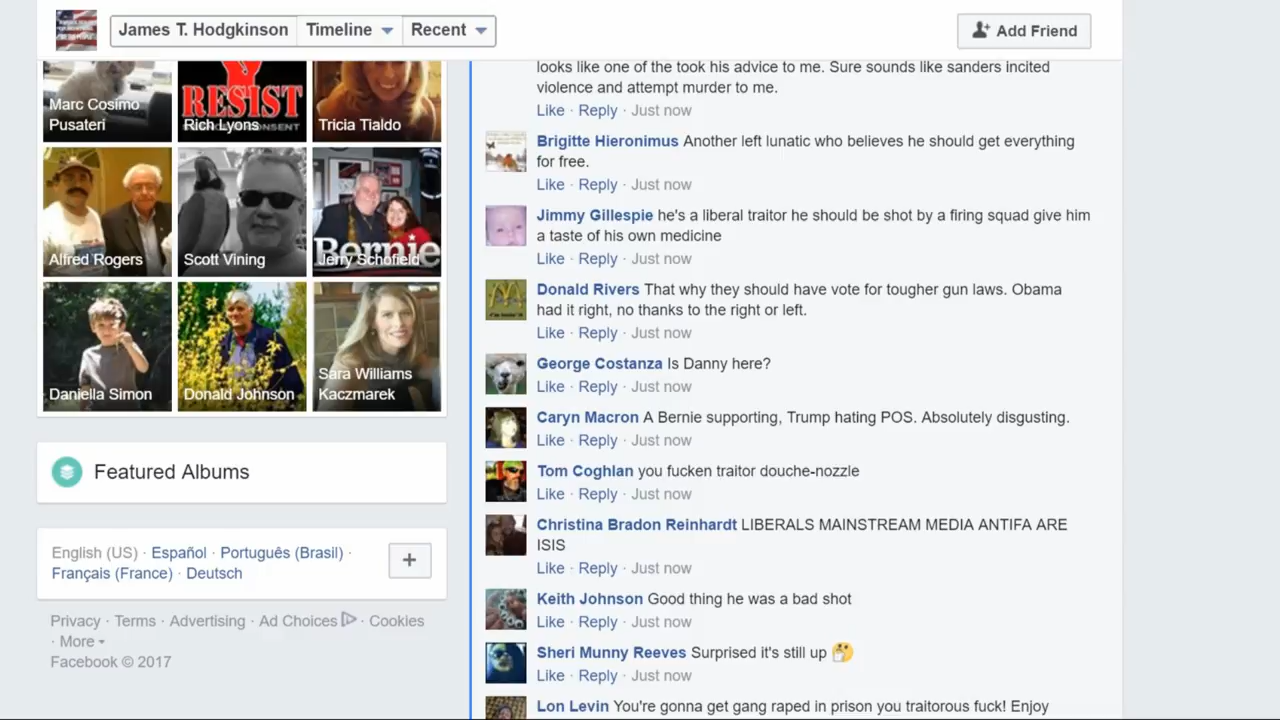 James T. Hodgkinson Timeline Recent
Add Friend
Marc Cosimo
Pusateri
RESIST
Rich Lyons
Tricia Tialdo
Alfred Rogers
Scott Vining
Bernie
Jerry Schofield
Daniella Simon
Donald Johnson
Sara Williams
Kaczmarek
Featured Albums
English (US) · Español · Português (Brasil) ·
Français (France) · Deutsch
Privacy · Terms · Advertising · Ad Choices · Cookies
· More
Facebook © 2017
looks like one of the took his advice to me. Sure sounds like sanders incited
violence and attempt murder to me.
Like · Reply · Just now
Brigitte Hieronimus Another left lunatic who believes he should get everything
for free.
Like · Reply · Just now
Jimmy Gillespie he's a liberal traitor he should be shot by a firing squad give him
a taste of his own medicine
Like · Reply · Just now
Donald Rivers That why they should have vote for tougher gun laws. Obama
had it right, no thanks to the right or left.
Like · Reply · Just now
George Costanza Is Danny here?
Like · Reply · Just now
Caryn Macron A Bernie supporting, Trump hating POS. Absolutely disgusting.
Like · Reply · Just now
Tom Coghlan you fucken traitor douche-nozzle
Like · Reply · Just now
Christina Bradon Reinhardt LIBERALS MAINSTREAM MEDIA ANTIFA ARE
ISIS
Like · Reply · Just now
Keith Johnson Good thing he was a bad shot
Like · Reply · Just now
Sheri Munny Reeves Surprised it's still up 🤔
Like · Reply · Just now
Lon Levin You're gonna get gang raped in prison you traitorous fuck! Enjoy